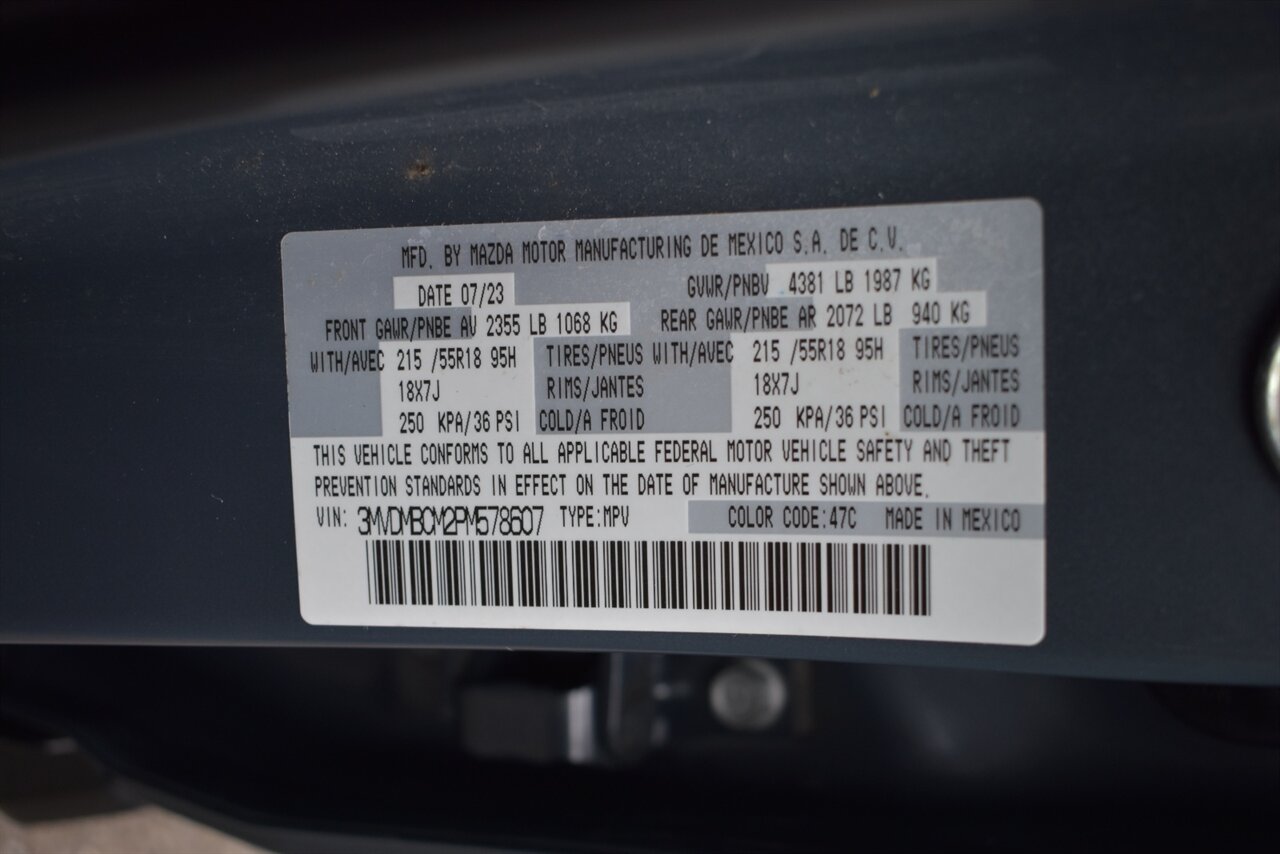 MFD. BY MAZDA MOTOR MANUFACTURING DE MEXICO S.A. DE C.V.
DATE 07/23 GVWR/PNBV 4381 LB 1987 KG
FRONT GAWR/PNBE AV 2355 LB 1068 KG REAR GAWR/PNBE AR 2072 LB 940 KG
WITH/AVEC 215 /55R18 95H TIRES/PNEUS WITH/AVEC 215 /55R18 95H TIRES/PNEUS
18X7J RIMS/JANTES 18X7J RIMS/JANTES
250 KPA/36 PSI COLD/A FROID 250 KPA/36 PSI COLD/A FROID
THIS VEHICLE CONFORMS TO ALL APPLICABLE FEDERAL MOTOR VEHICLE SAFETY AND THEFT
PREVENTION STANDARDS IN EFFECT ON THE DATE OF MANUFACTURE SHOWN ABOVE.
VIN: 3MVDMBCM2PM578607 TYPE:MPV COLOR CODE:47C MADE IN MEXICO